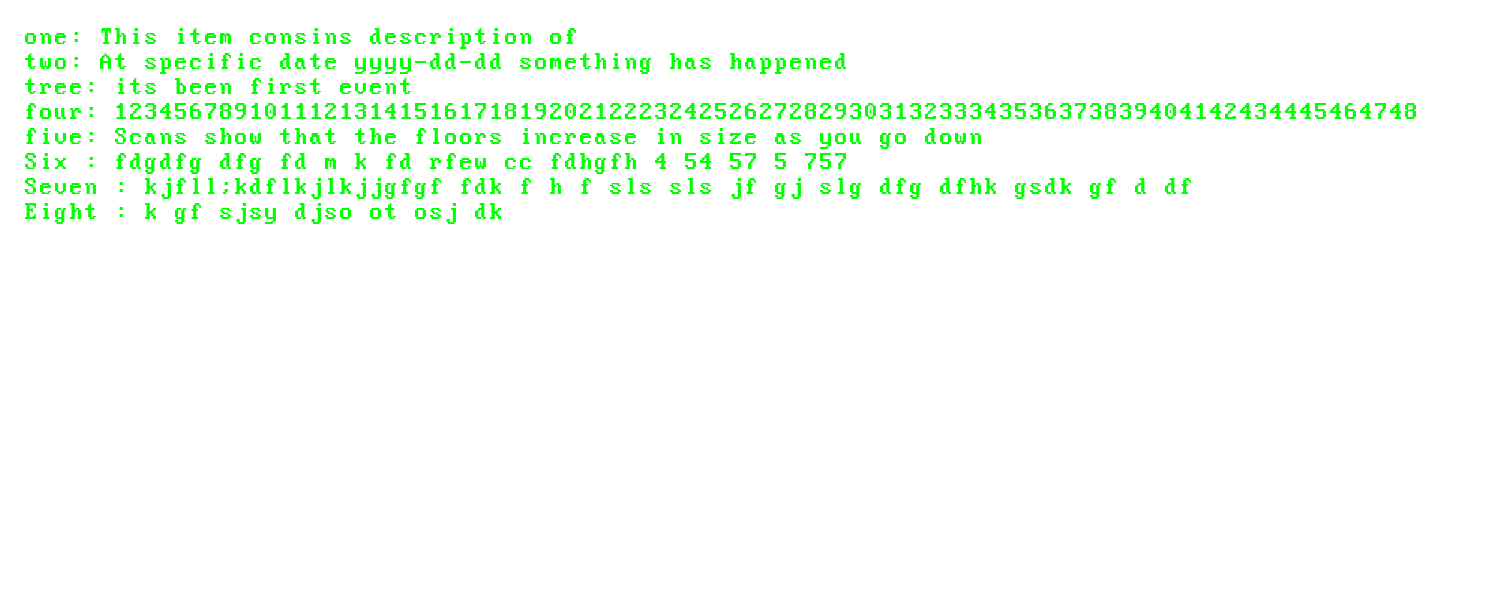 one: This item consins description of
two: At specific date yyyy-dd-dd something has happened
tree: its been first event
four: 123456789101112131415161718192021222324252627282930313233343536373839404142434445464748
five: Scans show that the floors increase in size as you go down
Six : fdgdfg dfg fd m k fd rfew cc fdhgfh 4 54 57 5 757
Seven : kjfll;kdflkjlkjjgfgf fdk f h f sls sls jf gj slg dfg dfhk gsdk gf d df
Eight : k gf sjsy djso ot osj dk